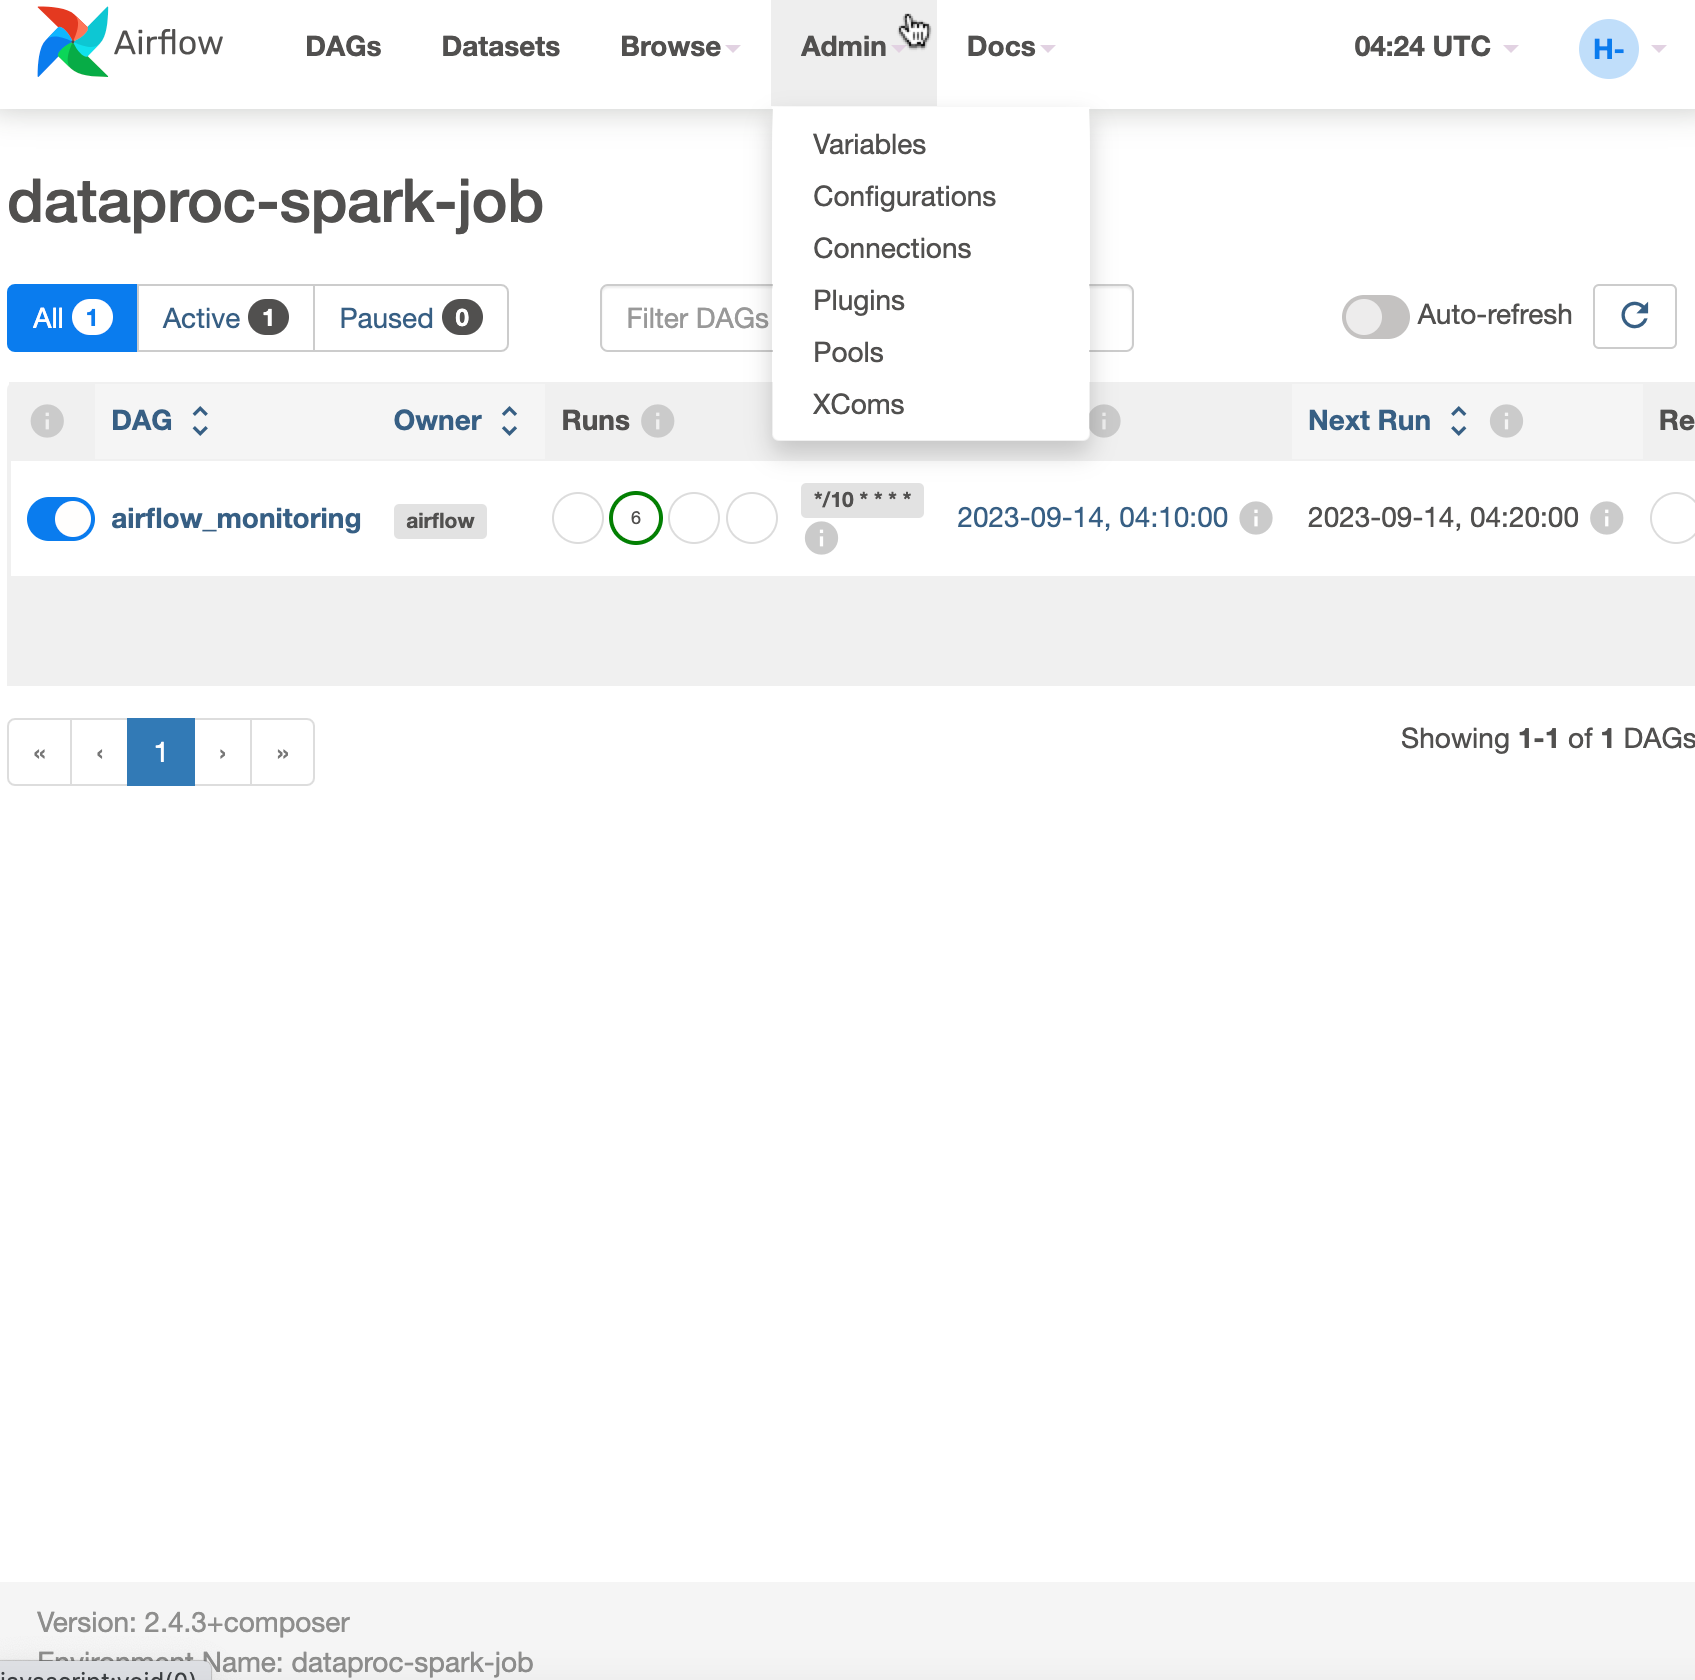 Airflow DAGs Datasets Browse Admin Docs 04:24 UTC H-
Variables
Configurations
Connections
Plugins
Pools
XComs
dataproc-spark-job
All 1 Active 1 Paused 0 Filter DAGs Auto-refresh
i DAG Owner Runs i i Next Run i Re
airflow_monitoring airflow 6 */10 * * * * i 2023-09-14, 04:10:00 i 2023-09-14, 04:20:00 i
« ‹ 1 › » Showing 1-1 of 1 DAGs
Version: 2.4.3+composer
Environment Name: dataproc-spark-job
javascript:void(0)